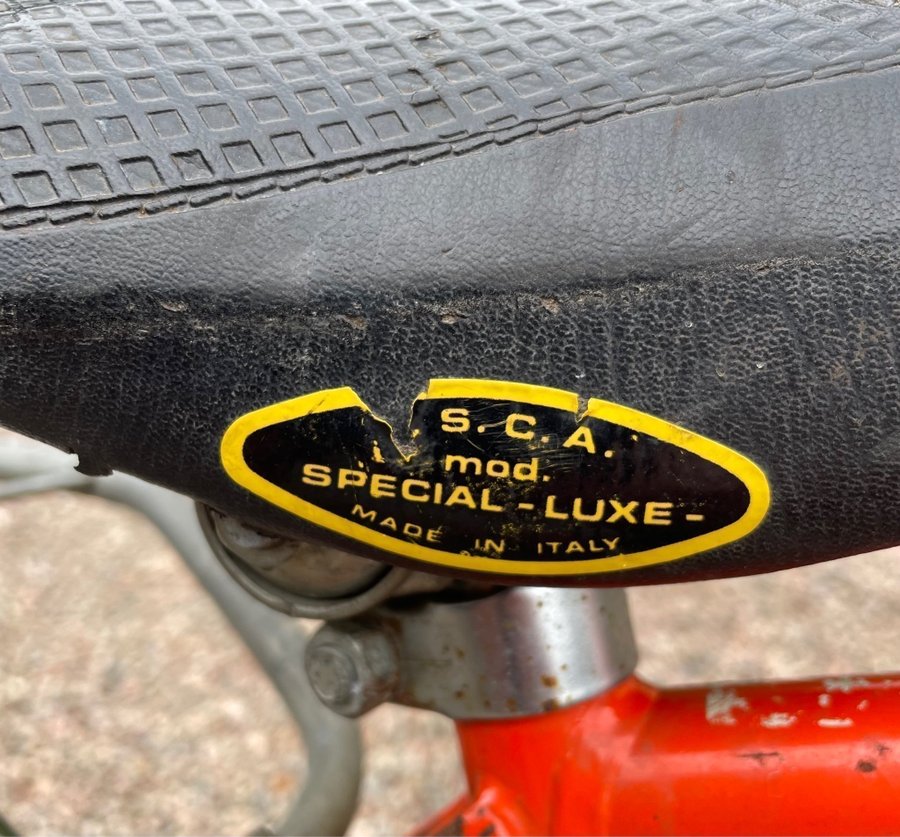 S.C.A.
mod.
SPECIAL - LUXE -
MADE IN ITALY